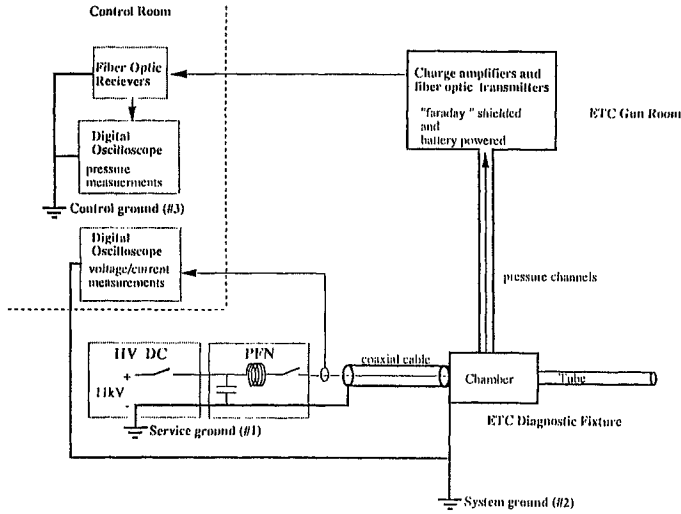 Control Room
Fiber Optic
Recievers
Digital
Oscilloscope
pressure
measuerments
Control ground (#3)
Digital
Oscilloscope
voltage/current
measurements
Charge amplifiers and
fiber optic transmitters
"faraday " shielded
and
battery powered
ETC Gun Room
pressure channels
HV DC
+
11kV
-
PFN
Service ground (#1)
coaxial cable
Chamber
Tube
ETC Diagnostic Fixture
System ground (#2)